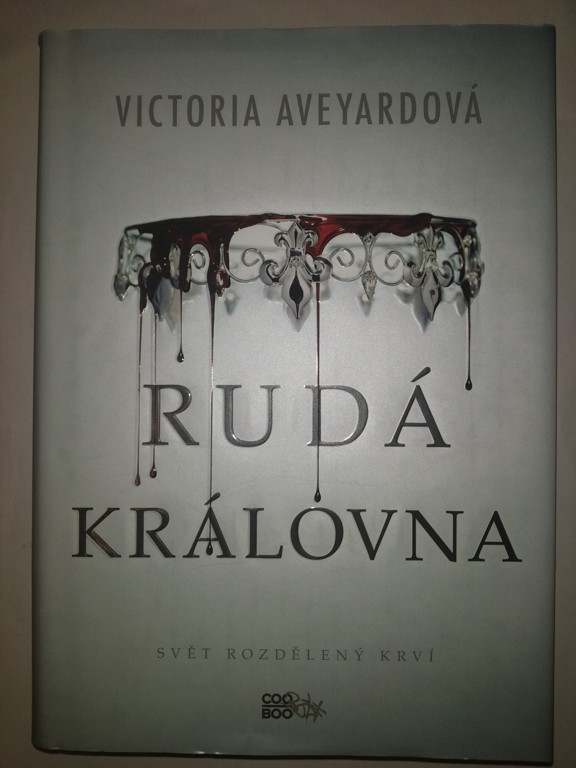 VICTORIA AVEYARDOVÁ
RUDÁ
KRÁLOVNA
SVĚT ROZDĚLENÝ KRVÍ
COO
BOO